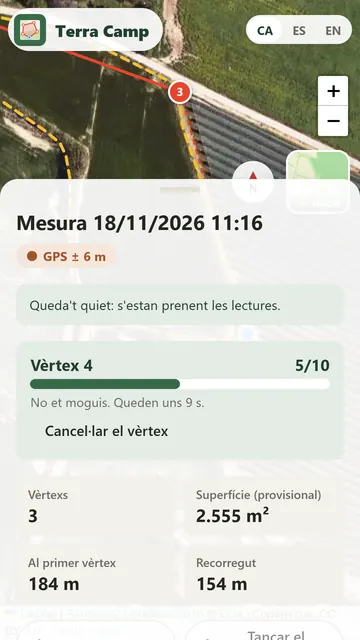 Terra Camp
CA ES EN
3
+
−
N
Mesura 18/11/2026 11:16
GPS ± 6 m
Queda't quiet: s'estan prenent les lectures.
Vèrtex 4 5/10
No et moguis. Queden uns 9 s.
Cancel·lar el vèrtex
Vèrtexs Superfície (provisional)
3 2.555 m²
Al primer vèrtex Recorregut
184 m 154 m
Tancar el